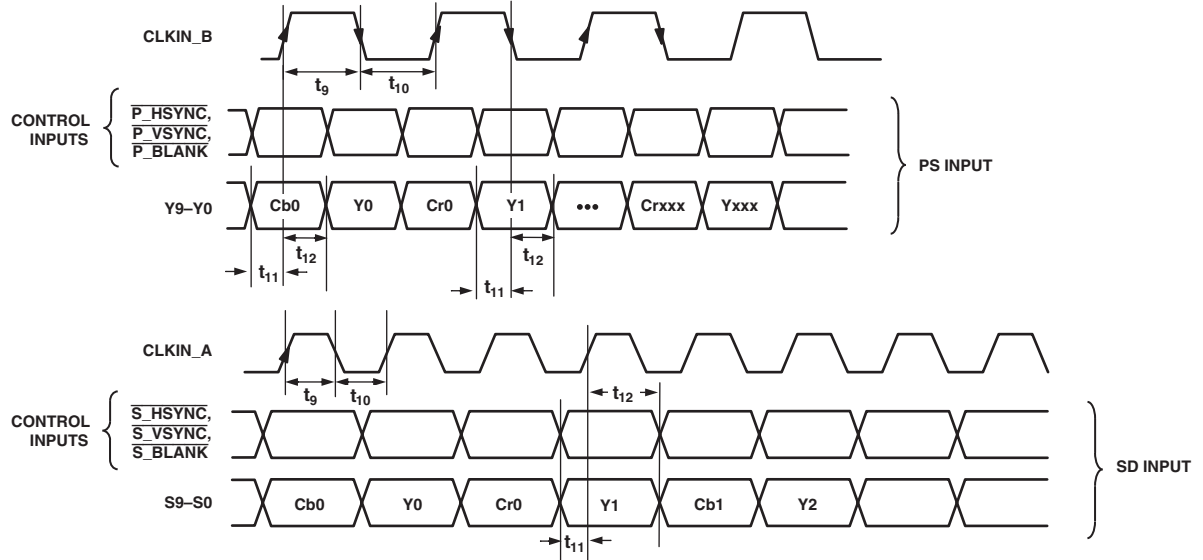 CLKIN_B
t9
t10
CONTROL INPUTS
P_HSYNC,
P_VSYNC,
P_BLANK
PS INPUT
Y9–Y0
Cb0 Y0 Cr0 Y1 ••• Crxxx Yxxx
t12
t12
t11
t11
CLKIN_A
t9
t10
t12
CONTROL INPUTS
S_HSYNC,
S_VSYNC,
S_BLANK
SD INPUT
S9–S0
Cb0 Y0 Cr0 Y1 Cb1 Y2
t11